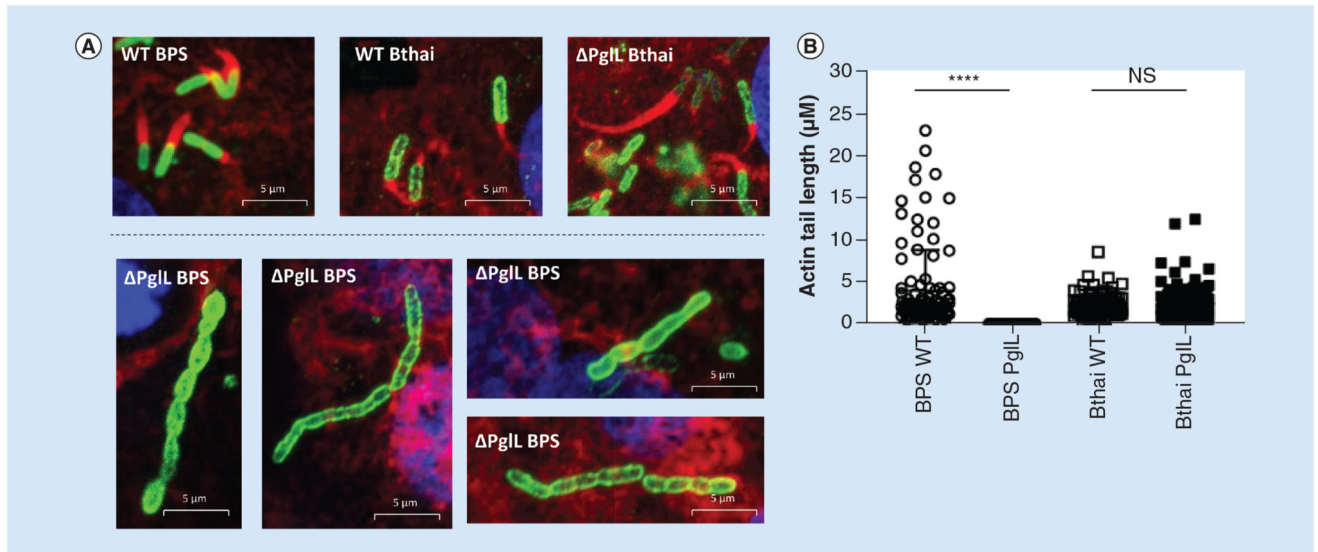 A
WT BPS
5 μm
WT Bthai
5 μm
ΔPglL Bthai
5 μm
ΔPglL BPS
5 μm
ΔPglL BPS
5 μm
ΔPglL BPS
5 μm
ΔPglL BPS
5 μm
B
Actin tail length (μM)
30
25
20
15
10
5
0
****
NS
BPS WT
BPS PglL
Bthai WT
Bthai PglL